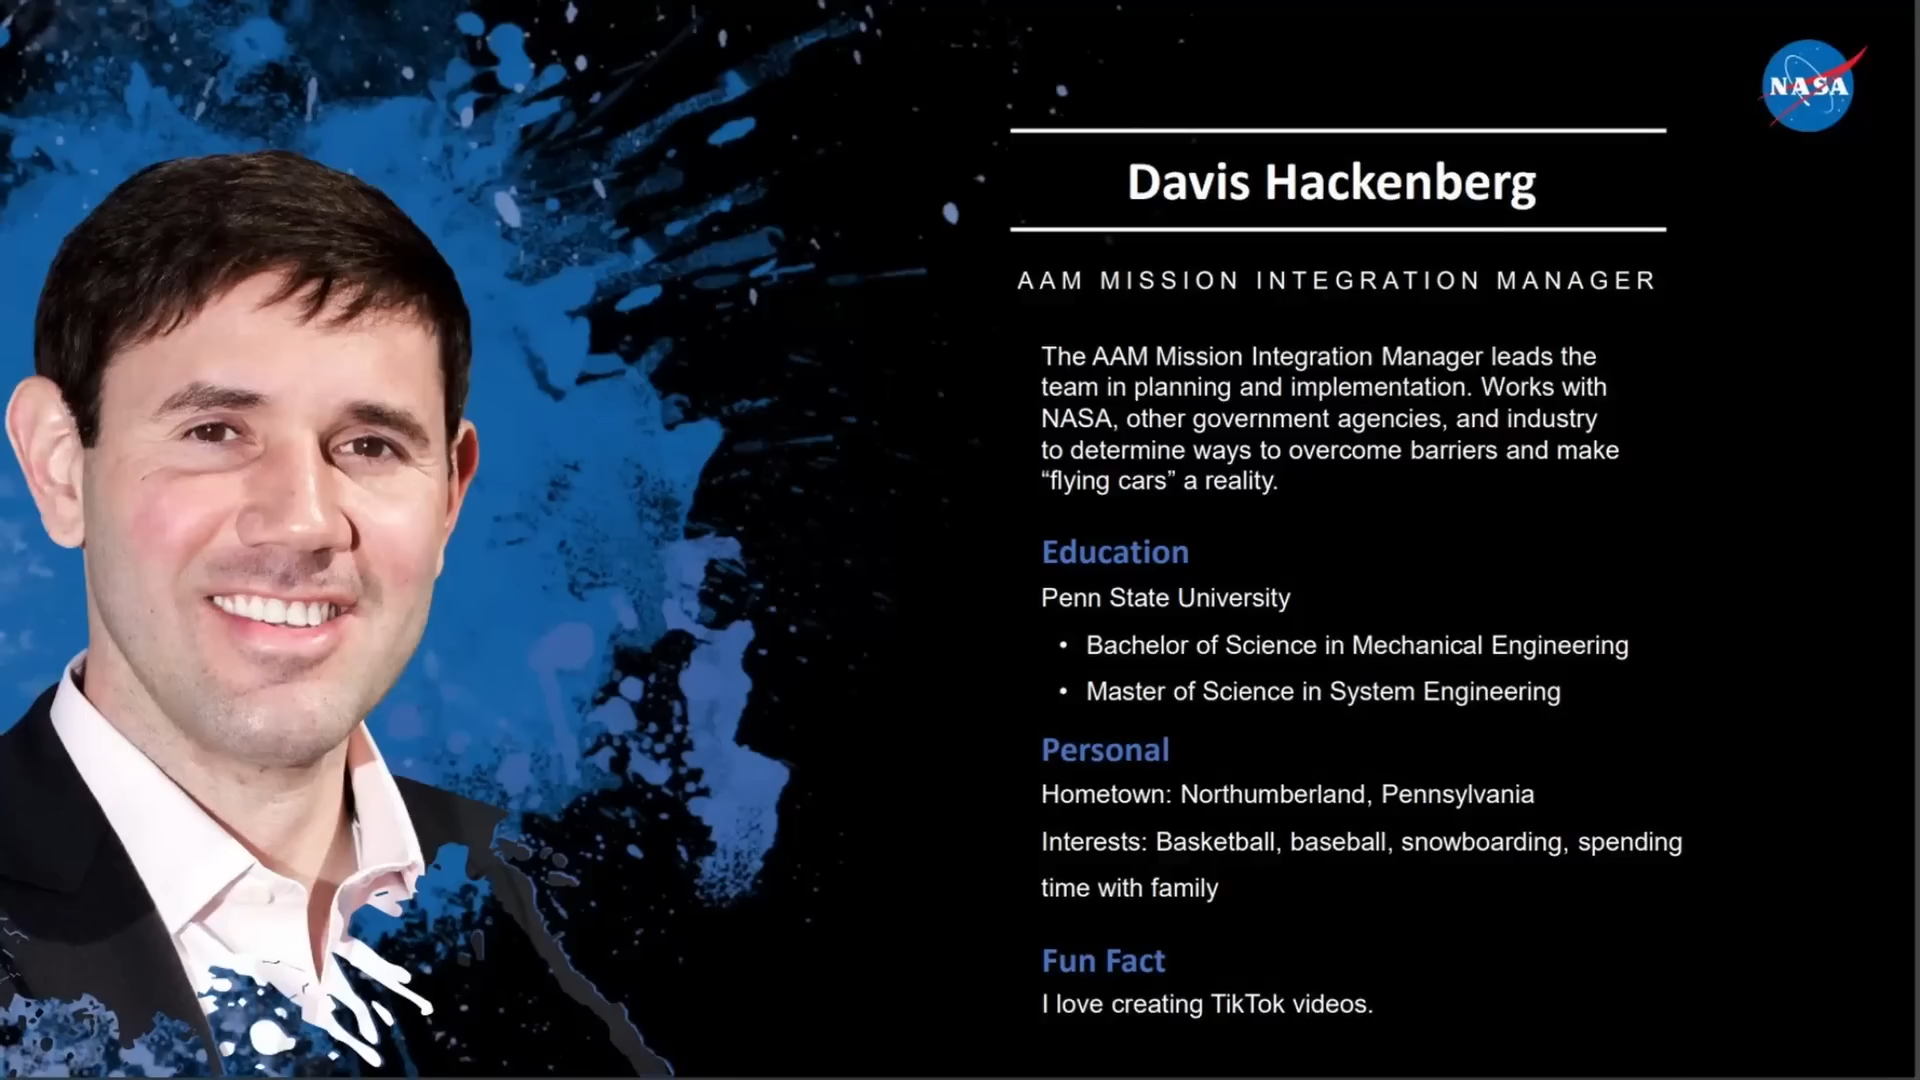 NASA
Davis Hackenberg
AAM MISSION INTEGRATION MANAGER
The AAM Mission Integration Manager leads the
team in planning and implementation. Works with
NASA, other government agencies, and industry
to determine ways to overcome barriers and make
“flying cars” a reality.
Education
Penn State University
• Bachelor of Science in Mechanical Engineering
• Master of Science in System Engineering
Personal
Hometown: Northumberland, Pennsylvania
Interests: Basketball, baseball, snowboarding, spending
time with family
Fun Fact
I love creating TikTok videos.